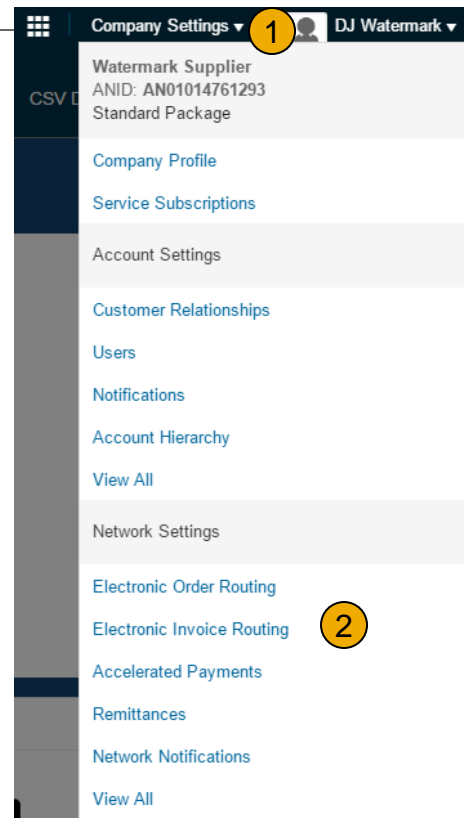 Company Settings ▾ 1 DJ Watermark ▾
Watermark Supplier
CSV D
ANID: AN01014761293
Standard Package
Company Profile
Service Subscriptions
Account Settings
Customer Relationships
Users
Notifications
Account Hierarchy
View All
Network Settings
Electronic Order Routing
Electronic Invoice Routing 2
Accelerated Payments
Remittances
Network Notifications
View All